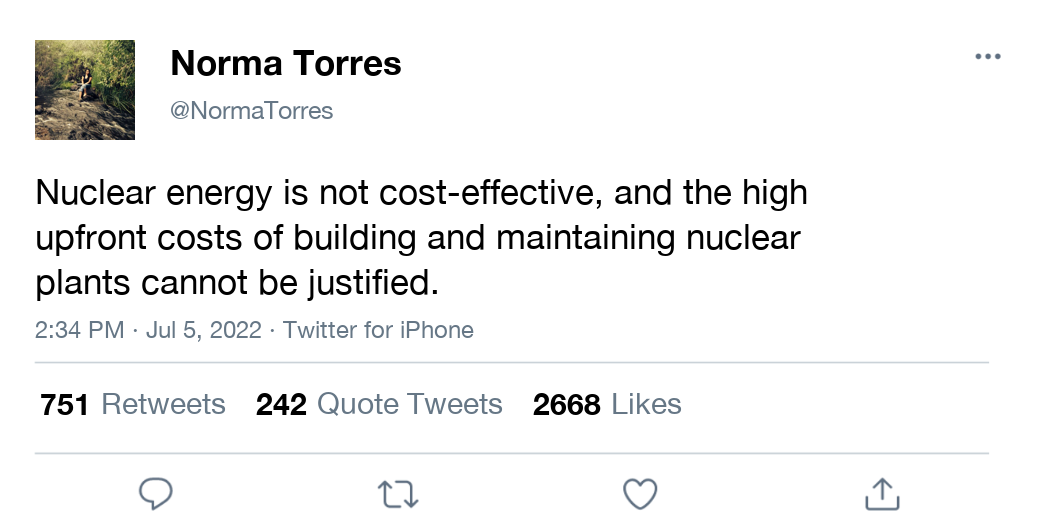 Norma Torres
@NormaTorres
Nuclear energy is not cost-effective, and the high
upfront costs of building and maintaining nuclear
plants cannot be justified.
2:34 PM · Jul 5, 2022 · Twitter for iPhone
751 Retweets 242 Quote Tweets 2668 Likes